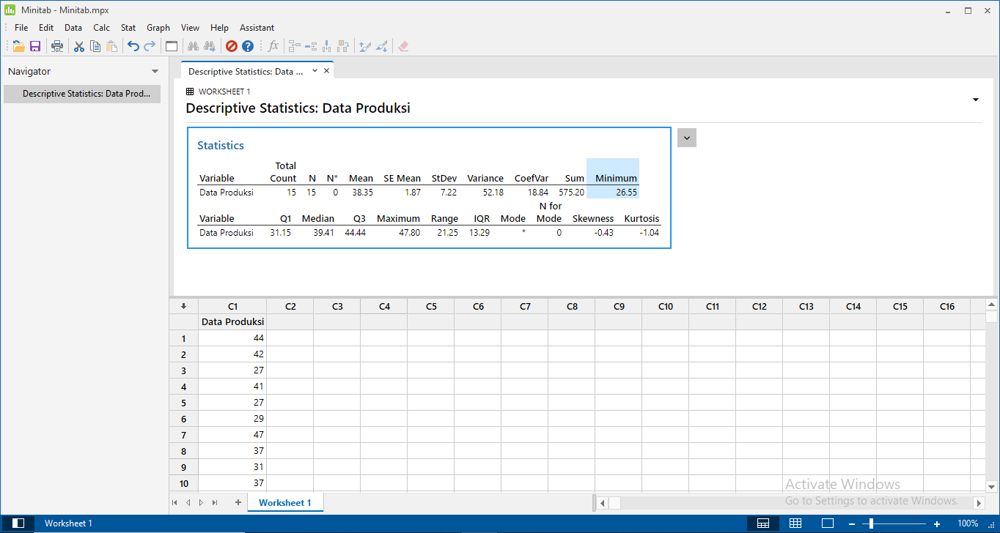 Minitab - Minitab.mpx
File Edit Data Calc Stat Graph View Help Assistant
fx
Navigator
Descriptive Statistics: Data Prod...
Descriptive Statistics: Data ...
WORKSHEET 1
Descriptive Statistics: Data Produksi
Statistics
Total
Variable Count N N* Mean SE Mean StDev Variance CoefVar Sum Minimum
Data Produksi 15 15 0 38.35 1.87 7.22 52.18 18.84 575.20 26.55
N for
Variable Q1 Median Q3 Maximum Range IQR Mode Mode Skewness Kurtosis
Data Produksi 31.15 39.41 44.44 47.80 21.25 13.29 * 0 -0.43 -1.04
C1 C2 C3 C4 C5 C6 C7 C8 C9 C10 C11 C12 C13 C14 C15 C16
Data Produksi
1 44
2 42
3 27
4 41
5 27
6 29
7 47
8 37
9 31
10 37
Activate Windows
Go to Settings to activate Windows.
Worksheet 1
Worksheet 1 100%